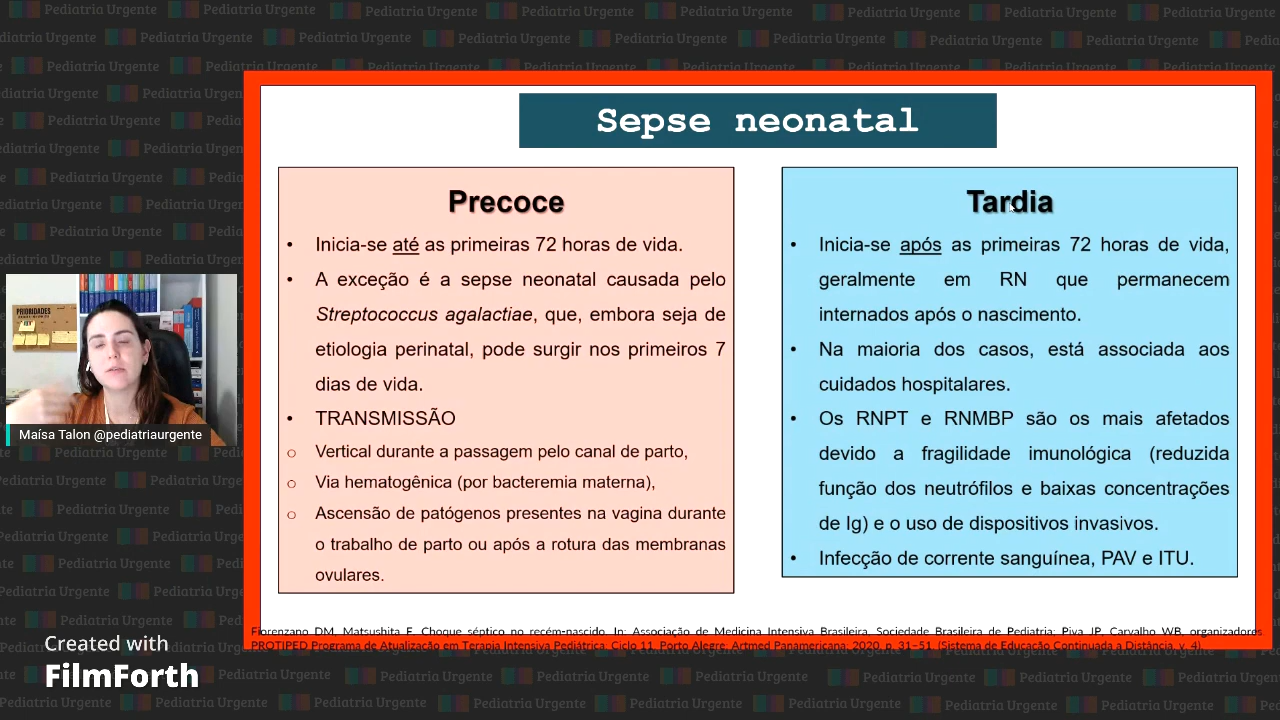 Sepse neonatal
Precoce
• Inicia-se até as primeiras 72 horas de vida.
• A exceção é a sepse neonatal causada pelo
Streptococcus agalactiae, que, embora seja de
etiologia perinatal, pode surgir nos primeiros 7
dias de vida.
• TRANSMISSÃO
o Vertical durante a passagem pelo canal de parto,
o Via hematogênica (por bacteremia materna),
o Ascensão de patógenos presentes na vagina durante
o trabalho de parto ou após a rotura das membranas
ovulares.
Tardia
• Inicia-se após as primeiras 72 horas de vida,
geralmente em RN que permanecem
internados após o nascimento.
• Na maioria dos casos, está associada aos
cuidados hospitalares.
• Os RNPT e RNMBP são os mais afetados
devido a fragilidade imunológica (reduzida
função dos neutrófilos e baixas concentrações
de Ig) e o uso de dispositivos invasivos.
• Infecção de corrente sanguínea, PAV e ITU.
Florenzano DM, Matsushita F. Choque séptico no recém-nascido. In: Associação de Medicina Intensiva Brasileira, Sociedade Brasileira de Pediatria; Piva JP, Carvalho WB, organizadores
PROTIPED Programa de Atualização em Terapia Intensiva Pediátrica: Ciclo 11. Porto Alegre: Artmed Panamericana; 2020. p. 31–51. (Sistema de Educação Continuada a Distância, v. 4).
PRIORIDADES
Maísa Talon @pediatriaurgente
Pediatria Urgente
Created with
FilmForth